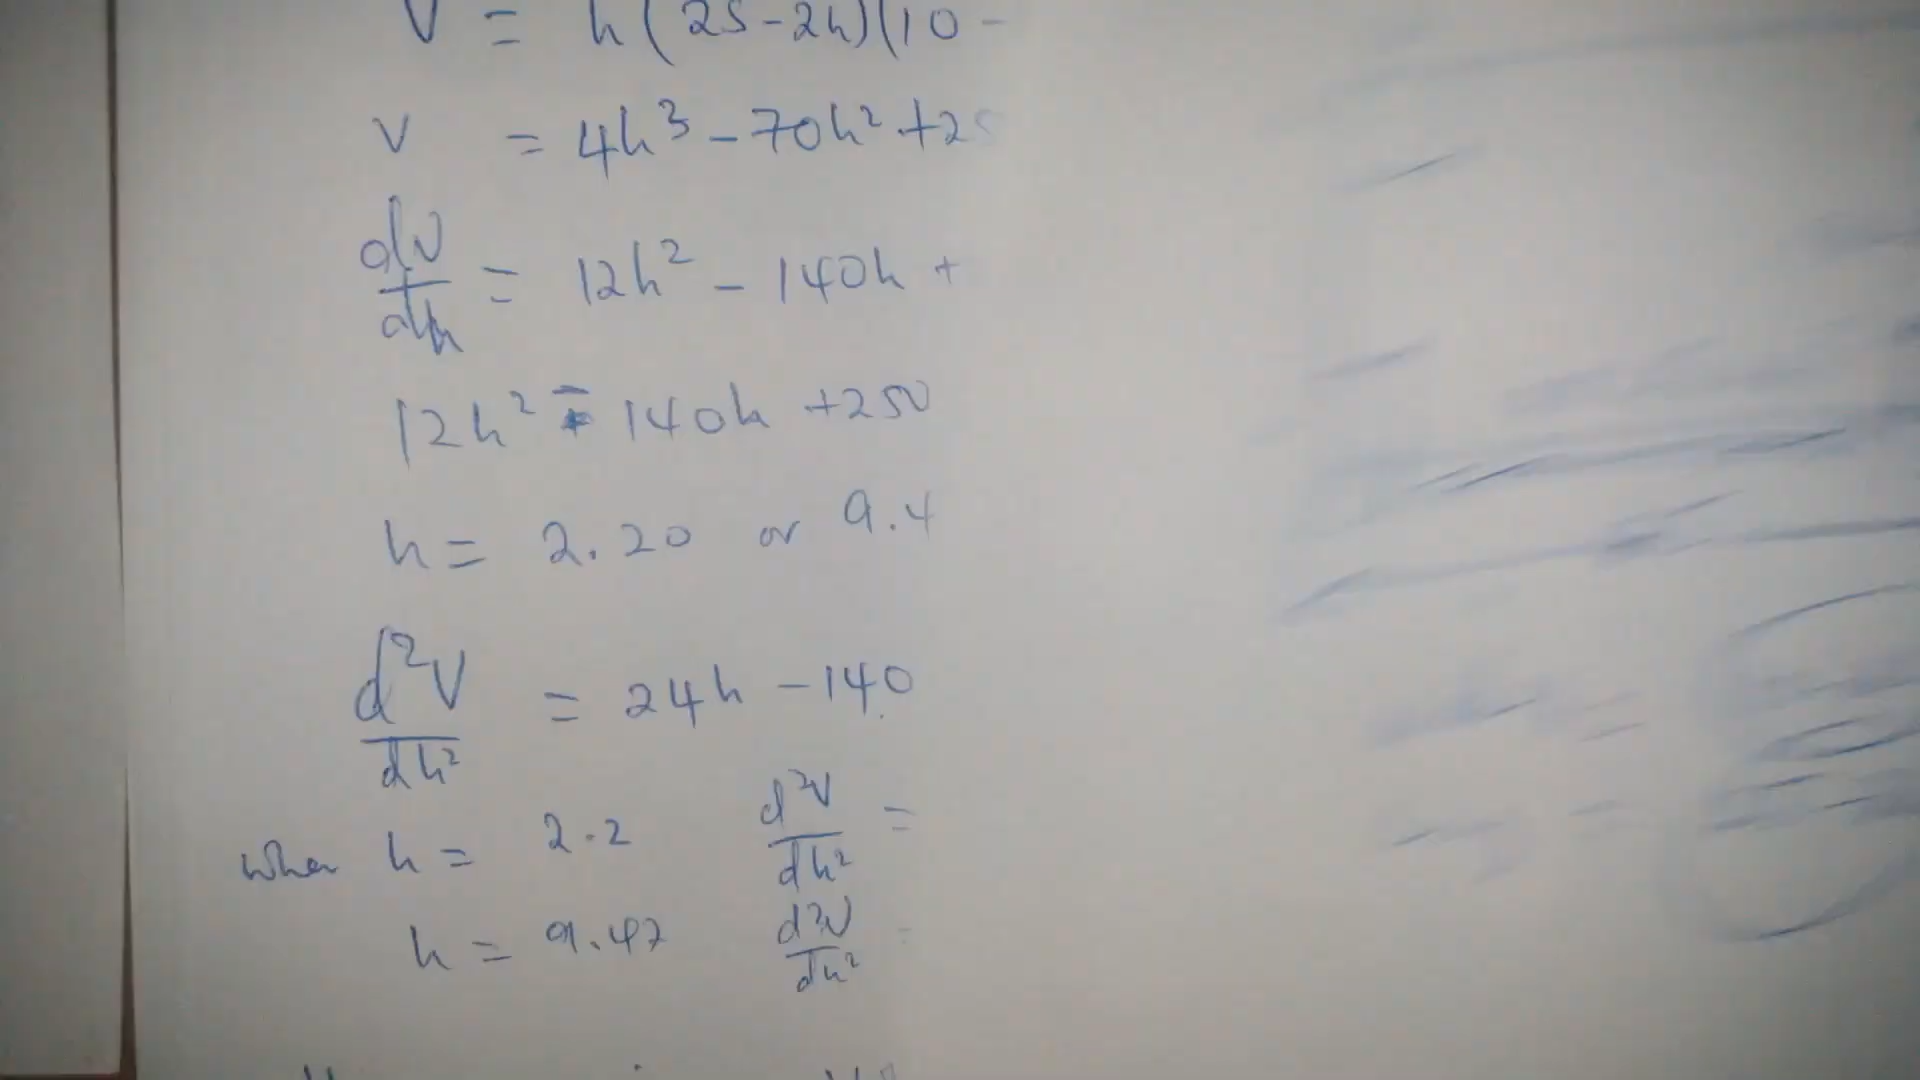 V = h(25-2h)(10 -
V = 4h³ - 70h² + 25
dV/dh = 12h² - 140h +
12h² - 140h + 250
h = 2.20 or 9.4
d²V/dh² = 24h - 140
When h = 2.2 d²V/dh² =
h = 9.47 d²V/dh² =